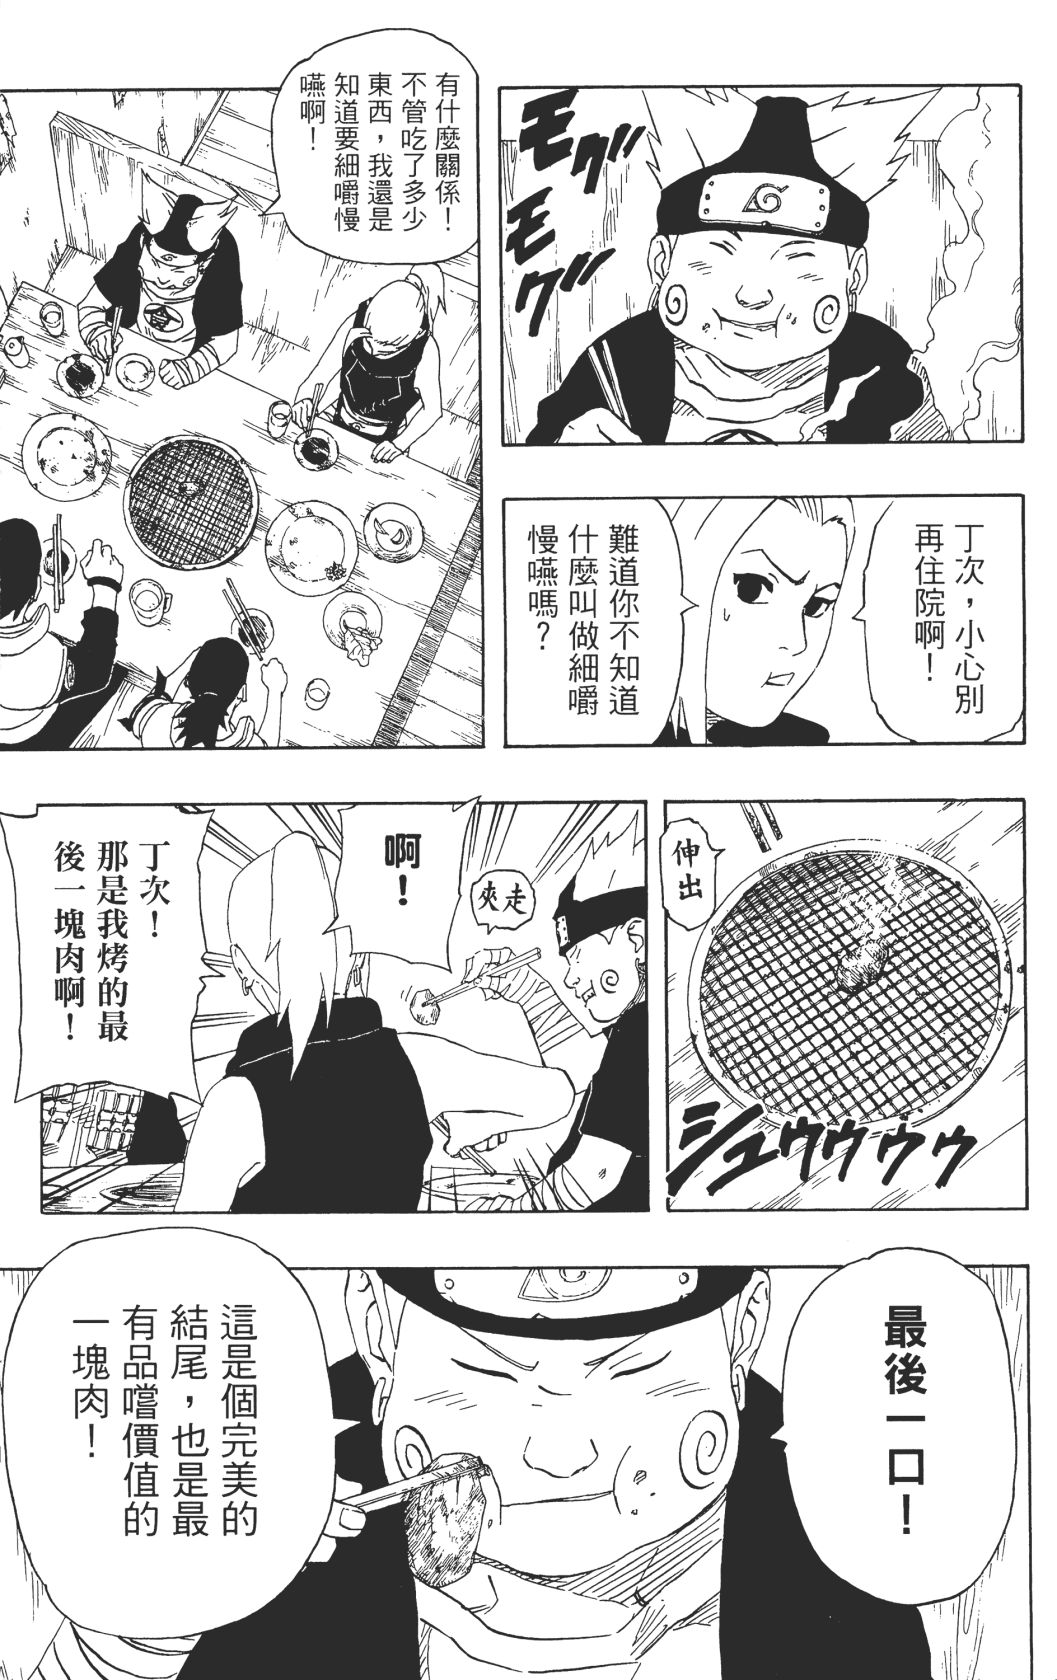 モグ
モグ
丁次，小心別
再住院啊！
難道你不知道
什麼叫做細嚼
慢嚥嗎？
有什麼關係！
不管吃了多少
東西，我還是
知道要細嚼慢
嚥啊！
伸出
シュゥゥゥゥ
夾走
啊！
丁次！
那是我烤的最
後一塊肉啊！
最後一口！
這是個完美的
結尾，也是最
有品嚐價值的
一塊肉！